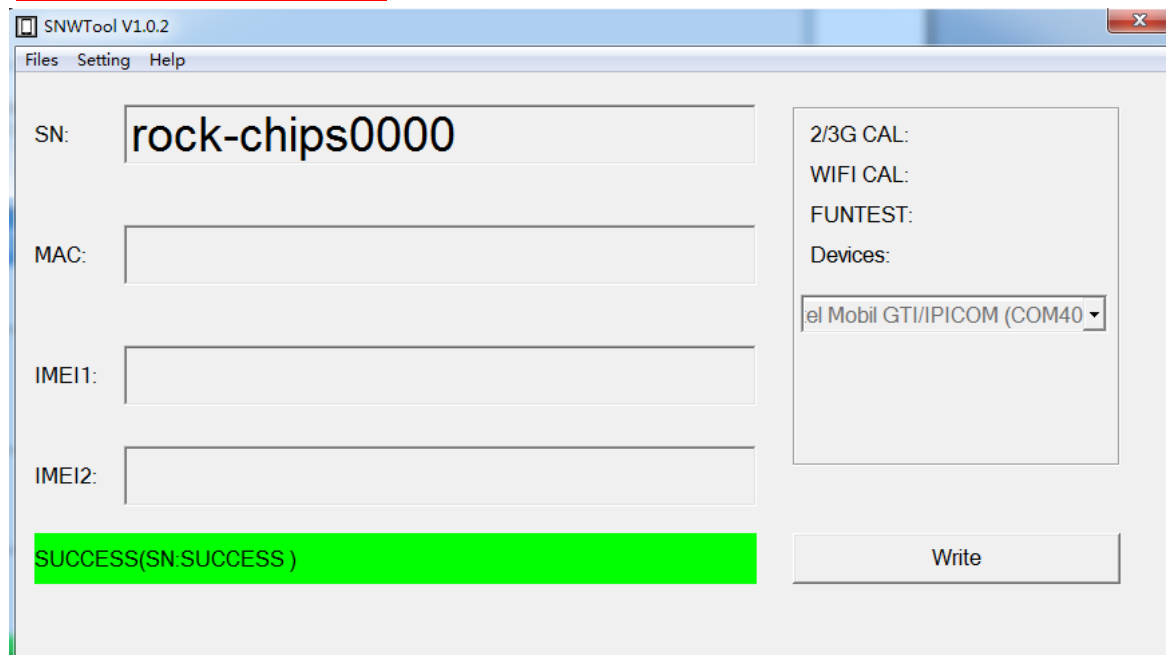 SNWTool V1.0.2
Files Setting Help
SN: rock-chips0000
MAC:
IMEI1:
IMEI2:
2/3G CAL:
WIFI CAL:
FUNTEST:
Devices:
Mobil GTI/IPICOM (COM40
SUCCESS(SN:SUCCESS )
Write